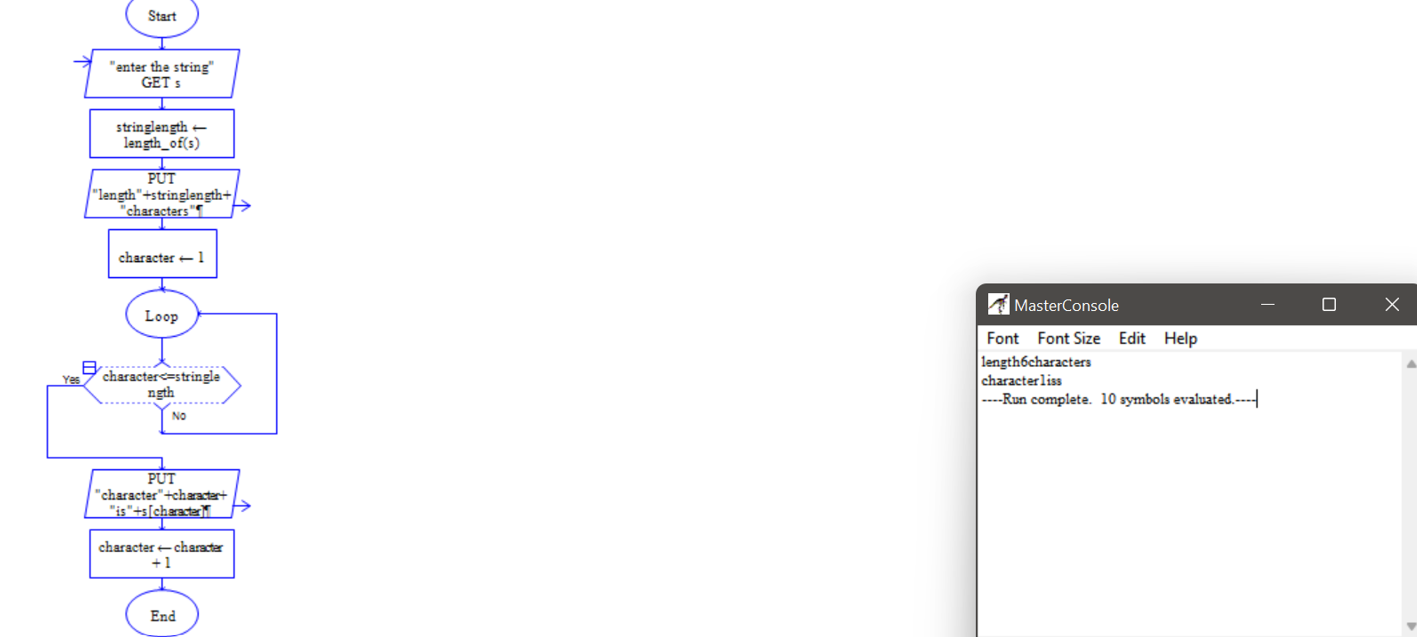 Start
"enter the string"
GET s
stringlength ←
length_of(s)
PUT
"length"+stringlength+
"characters"¶
character ← 1
Loop
character<=stringle
ngth
Yes
No
PUT
"character"+character+
"is"+s[character]¶
character ← character
+ 1
End
MasterConsole
Font Font Size Edit Help
length6characters
character1iss
----Run complete. 10 symbols evaluated.----